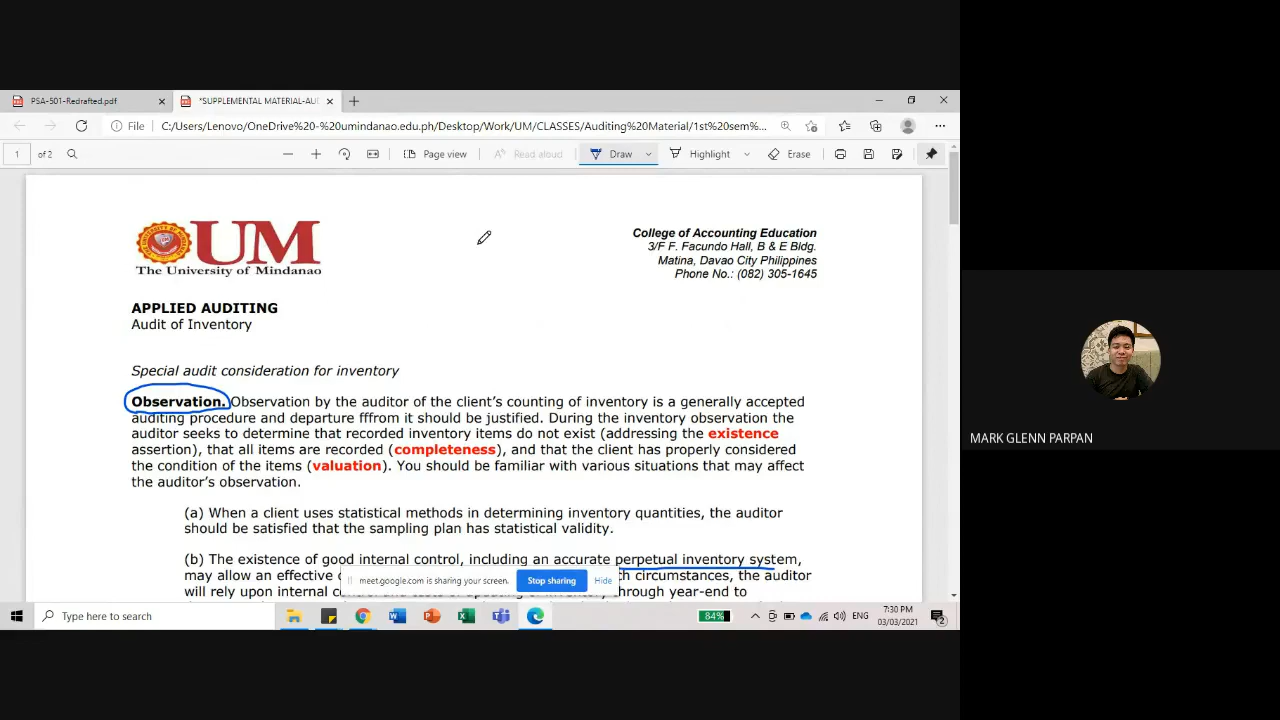 PSA-501-Redrafted.pdf
*SUPPLEMENTAL MATERIAL-AU
File
C:/Users/Lenovo/OneDrive%20-%20umindanao.edu.ph/Desktop/Work/UM/CLASSES/Auditing%20Material/1st%20sem%...
1 of 2
Page view
Read aloud
Draw
Highlight
Erase
UM
The University of Mindanao
College of Accounting Education
3/F F. Facundo Hall, B & E Bldg.
Matina, Davao City Philippines
Phone No.: (082) 305-1645
APPLIED AUDITING
Audit of Inventory
Special audit consideration for inventory
Observation. Observation by the auditor of the client's counting of inventory is a generally accepted
auditing procedure and departure fffrom it should be justified. During the inventory observation the
auditor seeks to determine that recorded inventory items do not exist (addressing the existence
assertion), that all items are recorded (completeness), and that the client has properly considered
the condition of the items (valuation). You should be familiar with various situations that may affect
the auditor's observation.
(a) When a client uses statistical methods in determining inventory quantities, the auditor
should be satisfied that the sampling plan has statistical validity.
(b) The existence of good internal control, including an accurate perpetual inventory system,
may allow an effective circumstances, the auditor
will rely upon internal through year-end to
meet.google.com is sharing your screen.
Stop sharing
Hide
MARK GLENN PARPAN
Type here to search
84%
ENG
7:30 PM
03/03/2021
2